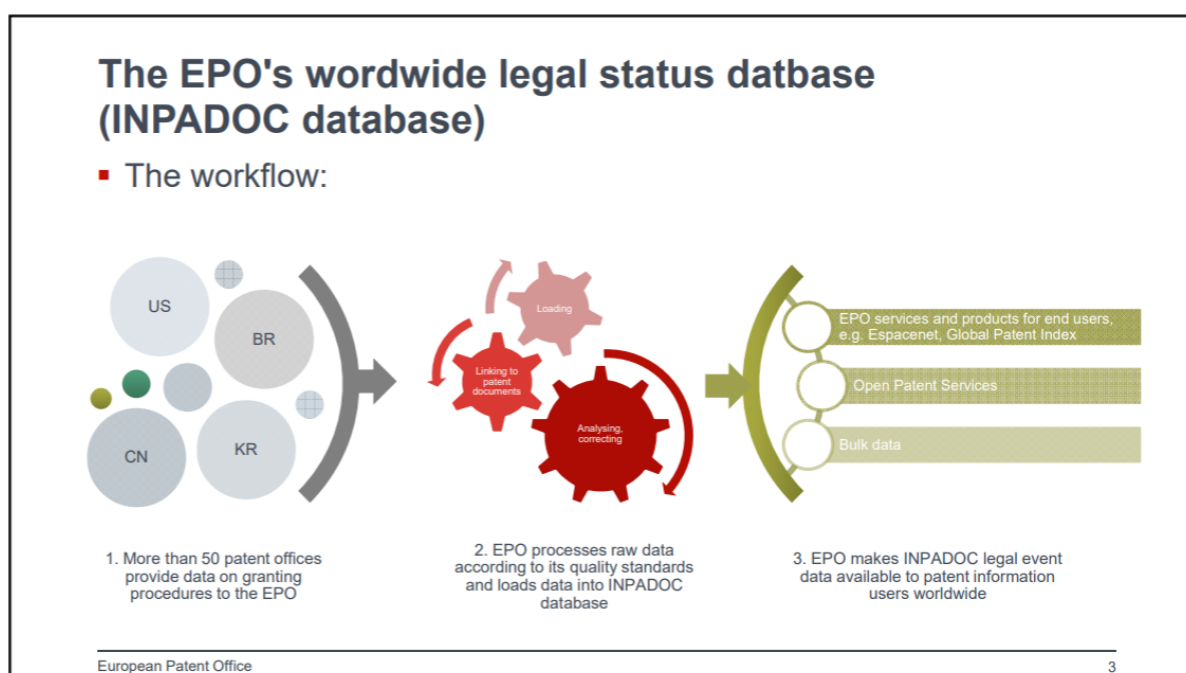 The EPO's wordwide legal status datbase
(INPADOC database)
▪ The workflow:
US
BR
CN
KR
Loading
Linking to
patent
documents
Analysing,
correcting
EPO services and products for end users,
e.g. Espacenet, Global Patent Index
Open Patent Services
Bulk data
1. More than 50 patent offices
provide data on granting
procedures to the EPO
2. EPO processes raw data
according to its quality standards
and loads data into INPADOC
database
3. EPO makes INPADOC legal event
data available to patent information
users worldwide
European Patent Office
3